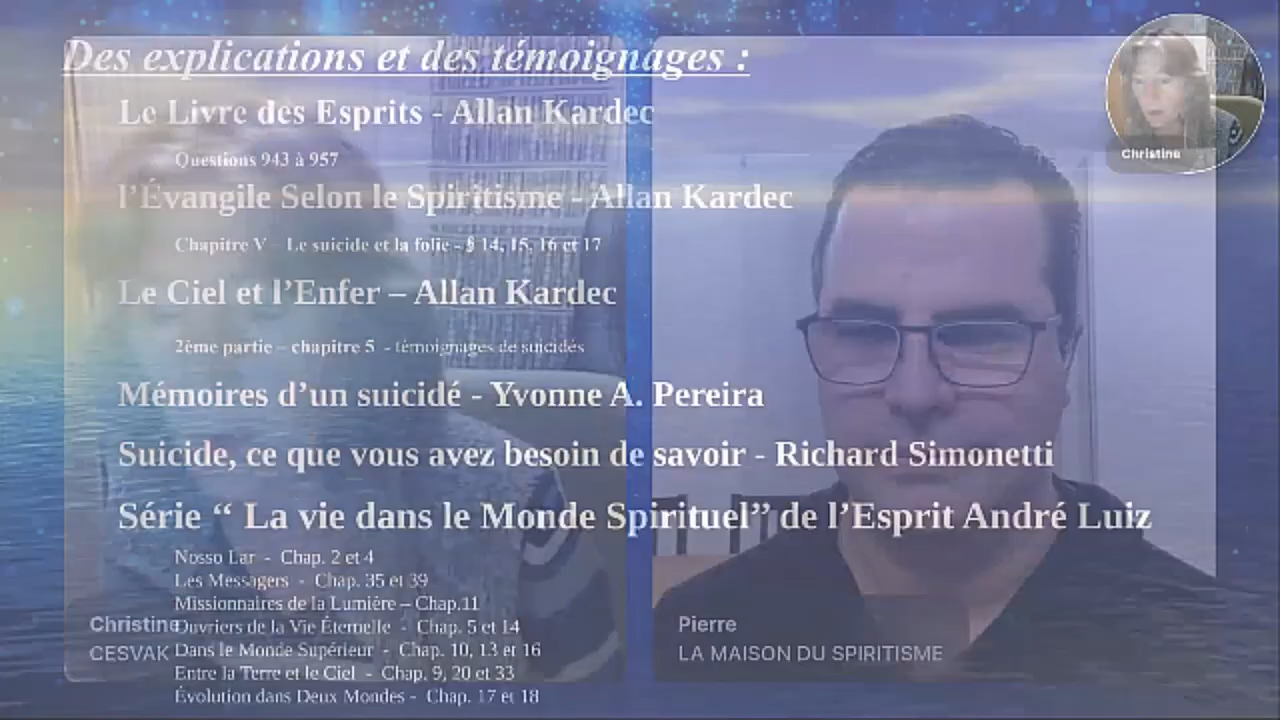 Des explications et des témoignages :
Le Livre des Esprits - Allan Kardec
Questions 943 à 957
l'Évangile Selon le Spiritisme - Allan Kardec
Chapitre V - Le suicide et la folie - § 14, 15, 16 et 17
Le Ciel et l'Enfer – Allan Kardec
2ème partie – chapitre 5 - témoignages de suicidés
Mémoires d'un suicidé - Yvonne A. Pereira
Suicide, ce que vous avez besoin de savoir - Richard Simonetti
Série “ La vie dans le Monde Spirituel” de l'Esprit André Luiz
Nosso Lar - Chap. 2 et 4
Les Messagers - Chap. 35 et 39
Missionnaires de la Lumière – Chap.11
Ouvriers de la Vie Éternelle - Chap. 5 et 14
Dans le Monde Supérieur - Chap. 10, 13 et 16
Entre la Terre et le Ciel - Chap. 9, 20 et 33
Évolution dans Deux Mondes - Chap. 17 et 18
Christine
CESVAK
Pierre
LA MAISON DU SPIRITISME
Christine